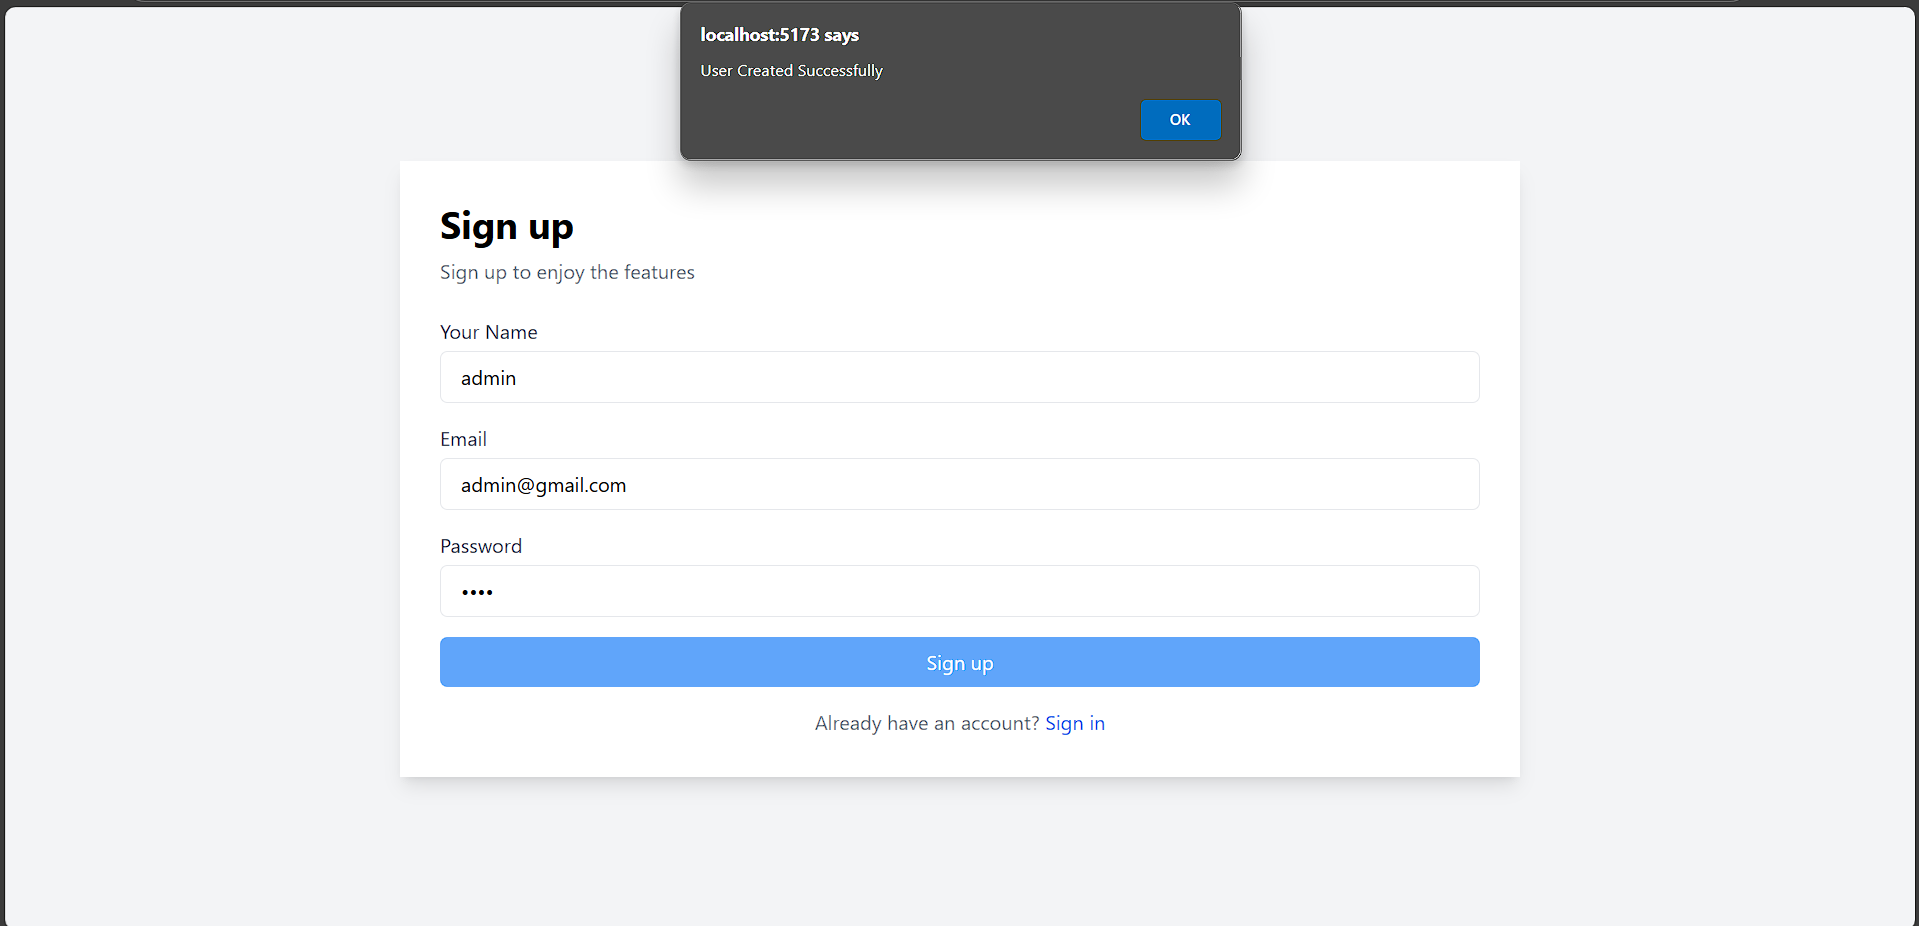 localhost:5173 says
User Created Successfully
OK
Sign up
Sign up to enjoy the features
Your Name
admin
Email
admin@gmail.com
Password
••••
Sign up
Already have an account? Sign in